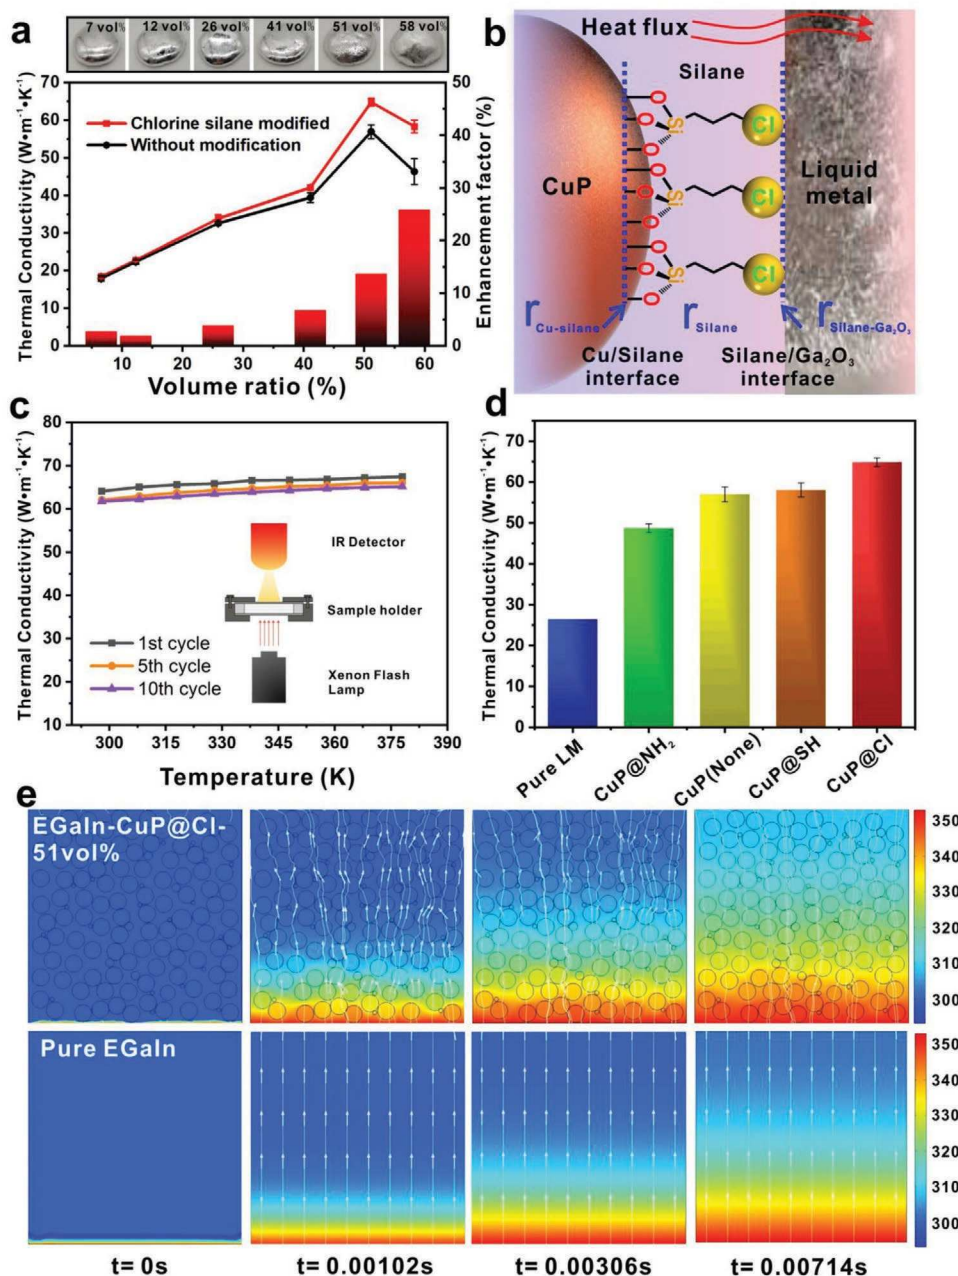 a
7 vol%
12 vol%
26 vol%
41 vol%
51 vol%
58 vol%
Thermal Conductivity (W•m⁻¹•K⁻¹)
70
60
50
40
30
20
10
0
Chlorine silane modified
Without modification
50
40
30
20
10
0
Enhancement factor (%)
10
20
30
40
50
60
Volume ratio (%)
b
Heat flux
Silane
CuP
Liquid
metal
O
O
O
Si
Cl
O
O
O
Si
Cl
O
O
O
Si
Cl
r Cu-silane
r Silane
r Silane-Ga₂O₃
Cu/Silane
interface
Silane/Ga₂O₃
interface
c
Thermal Conductivity (W•m⁻¹•K⁻¹)
80
70
60
50
40
30
20
10
IR Detector
Sample holder
Xenon Flash
Lamp
1st cycle
5th cycle
10th cycle
300
315
330
345
360
375
390
Temperature (K)
d
Thermal Conductivity (W•m⁻¹•K⁻¹)
70
60
50
40
30
20
10
0
Pure LM
CuP@NH₂
CuP(None)
CuP@SH
CuP@Cl
e
EGaIn-CuP@Cl-
51vol%
350
340
330
320
310
300
Pure EGaIn
350
340
330
320
310
300
t= 0s
t= 0.00102s
t= 0.00306s
t= 0.00714s